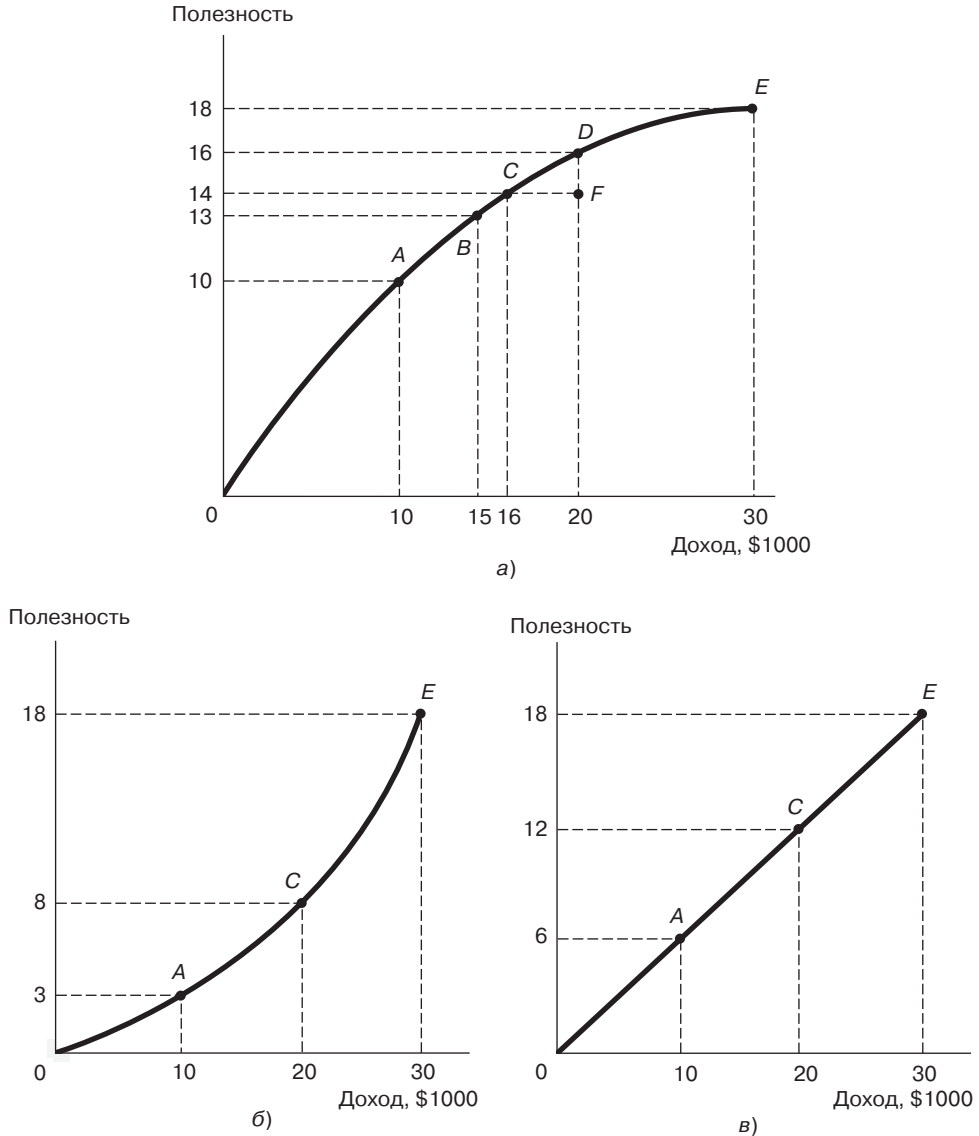 Полезность
E
18
D
16
C
14
F
13
B
A
10
0
10
15 16
20
30
Доход, $1000
а)
Полезность
E
18
C
8
A
3
0
10
20
30
Доход, $1000
б)
Полезность
E
18
C
12
A
6
0
10
20
30
Доход, $1000
в)